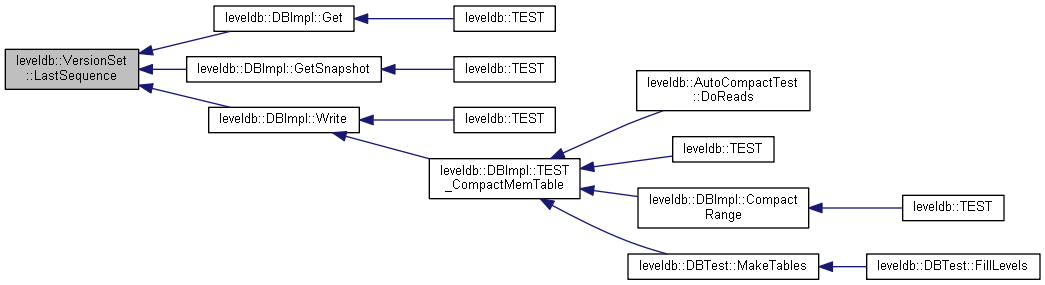 leveldb::DBImpl::Get
leveldb::TEST
leveldb::VersionSet
::LastSequence
leveldb::DBImpl::GetSnapshot
leveldb::TEST
leveldb::DBImpl::Write
leveldb::TEST
leveldb::AutoCompactTest
::DoReads
leveldb::TEST
leveldb::DBImpl::TEST
_CompactMemTable
leveldb::DBImpl::Compact
Range
leveldb::TEST
leveldb::DBTest::MakeTables
leveldb::DBTest::FillLevels